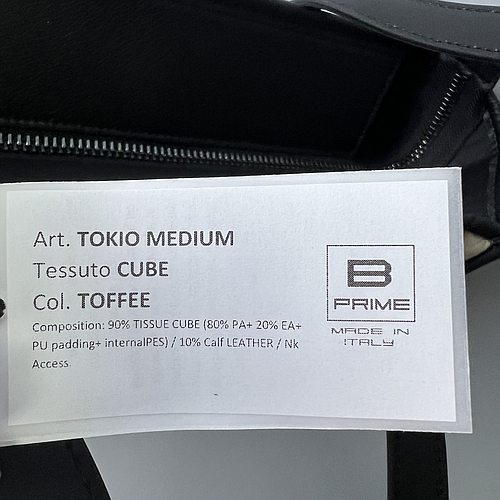 Art. TOKIO MEDIUM
Tessuto CUBE
Col. TOFFEE
Composition: 90% TISSUE CUBE (80% PA+ 20% EA+
PU padding+ internalPES) / 10% Calf LEATHER / Nk
Access.
B
PRIME
MADE IN
ITALY